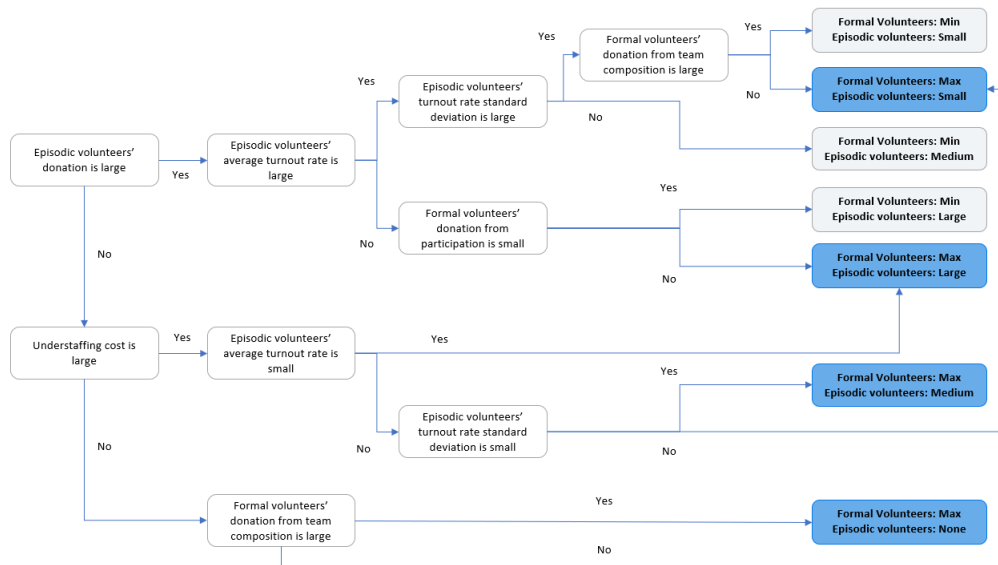 Yes
Formal volunteers’
donation from team
composition is large
Yes
Formal Volunteers: Min
Episodic volunteers: Small
No
Formal Volunteers: Max
Episodic volunteers: Small
Yes
Episodic volunteers’
turnout rate standard
deviation is large
No
Formal Volunteers: Min
Episodic volunteers: Medium
Episodic volunteers’
donation is large
Yes
Episodic volunteers’
average turnout rate is
large
No
Formal volunteers’
donation from
participation is small
Yes
Formal Volunteers: Min
Episodic volunteers: Large
No
Formal Volunteers: Max
Episodic volunteers: Large
No
Understaffing cost is
large
Yes
Episodic volunteers’
average turnout rate is
small
Yes
No
Episodic volunteers’
turnout rate standard
deviation is small
Yes
Formal Volunteers: Max
Episodic volunteers: Medium
No
No
Formal volunteers’
donation from team
composition is large
Yes
Formal Volunteers: Max
Episodic volunteers: None
No